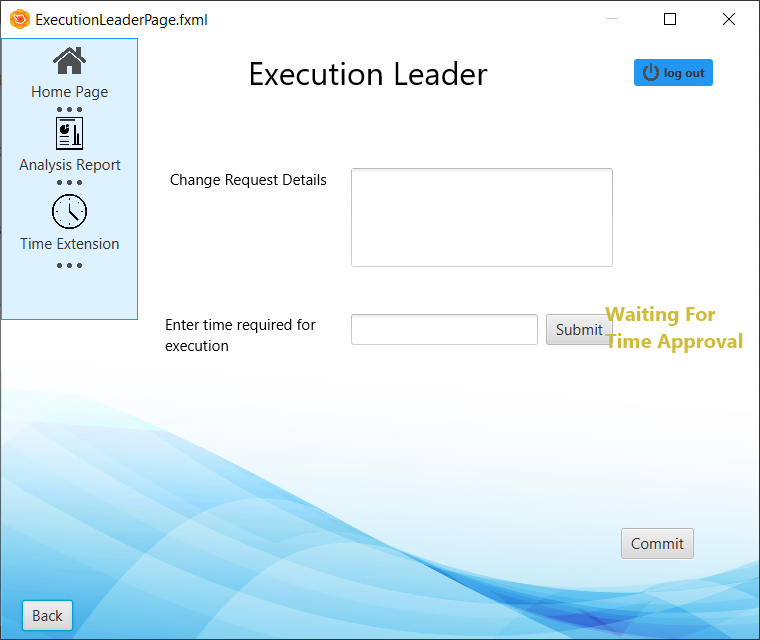 ExecutionLeaderPage.fxml
Execution Leader
log out
Home Page
Analysis Report
Time Extension
Change Request Details
Enter time required for
execution
Submit
Waiting For
Time Approval
Commit
Back